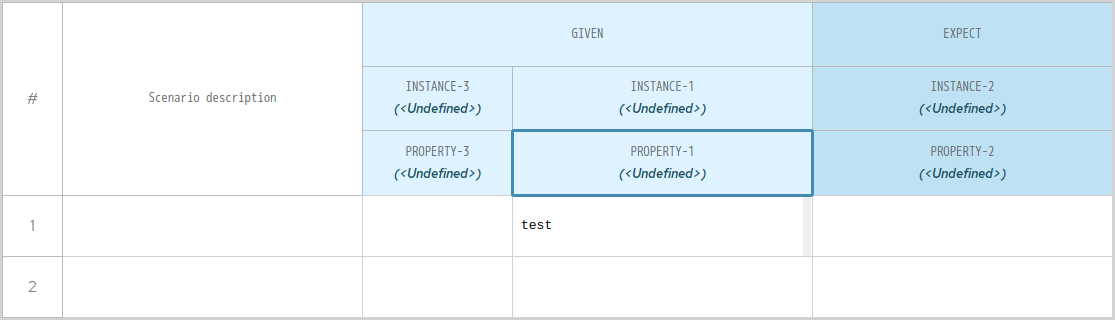 GIVEN
EXPECT
#
Scenario description
INSTANCE-3
(<Undefined>)
INSTANCE-1
(<Undefined>)
INSTANCE-2
(<Undefined>)
PROPERTY-3
(<Undefined>)
PROPERTY-1
(<Undefined>)
PROPERTY-2
(<Undefined>)
1
test
2